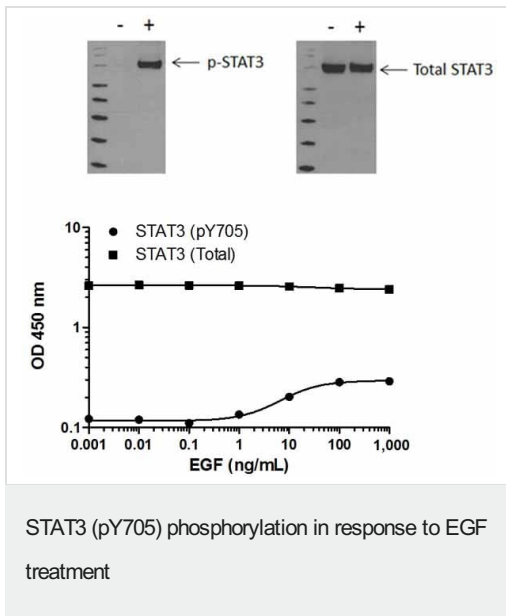 - +
p-STAT3
- +
Total STAT3
STAT3 (pY705)
STAT3 (Total)
OD 450 nm
10
1
0.1
0.001 0.01 0.1 1 10 100 1,000
EGF (ng/mL)
STAT3 (pY705) phosphorylation in response to EGF
treatment